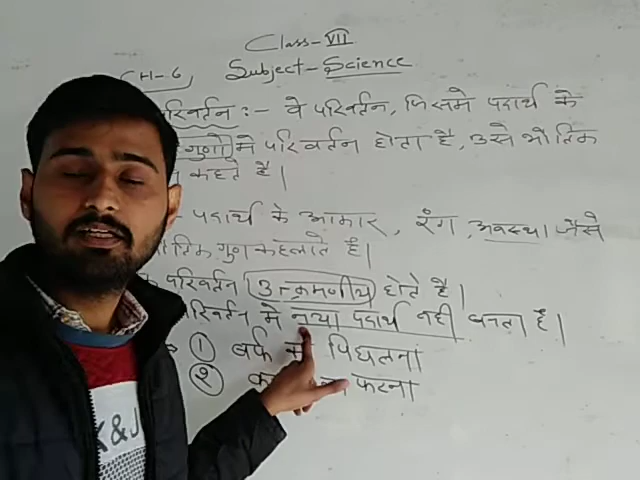 Class-VII
Subject-Science
CH-6
परिवर्तन :- वे परिवर्तन, जिसमे पदार्थ के
गुणो मे परिवर्तन होता है, उसे भौतिक
कहते है।
पदार्थ के आकार, रंग, अवस्था जैसे
भौतिक गुण कहलाते है।
परिवर्तन उत्क्रमणीय होते है।
परिवर्तन मे नया पदार्थ नही बनता है।
① बर्फ का पिघलना
② का फटना
K&J